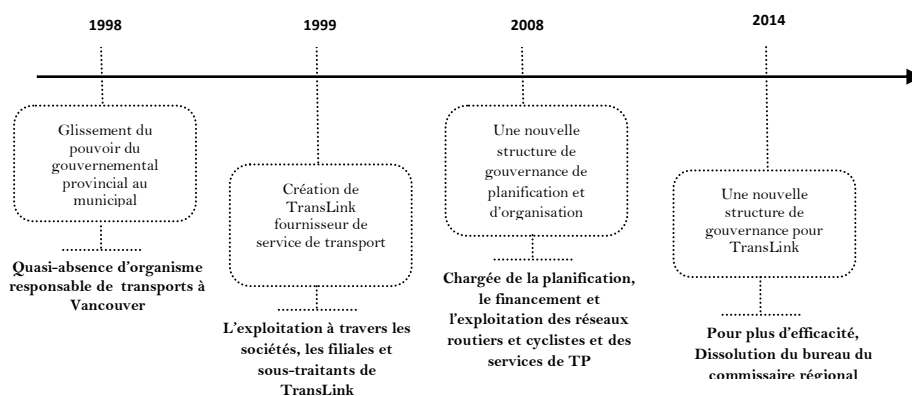 1998
1999
2008
2014
Glissement du
pouvoir du
gouvernemental
provincial au
municipal
Quasi-absence d'organisme
responsable de transports à
Vancouver
Création de
TransLink
fournisseur de
service de transport
L'exploitation à travers les
sociétés, les filiales et
sous-traitants de
TransLink
Une nouvelle
structure de
gouvernance de
planification et
d'organisation
Chargée de la planification,
le financement et
l'exploitation des réseaux
routiers et cyclistes et des
services de TP
Une nouvelle
structure de
gouvernance pour
TransLink
Pour plus d'efficacité,
Dissolution du bureau du
commissaire régional